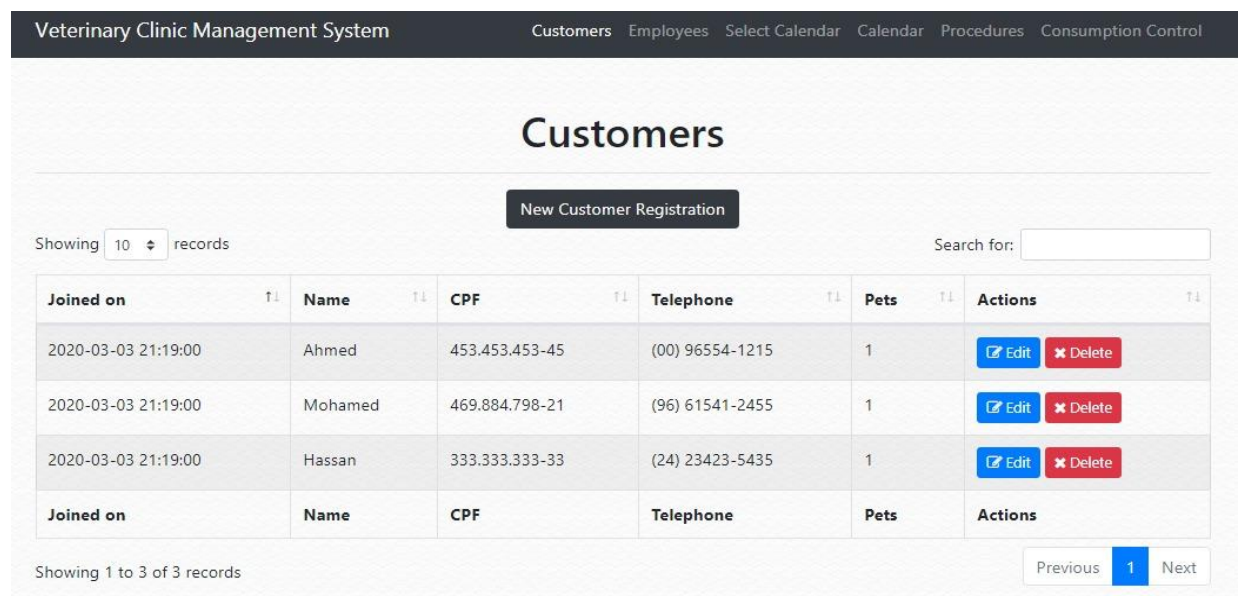 Veterinary Clinic Management System Customers Employees Select Calendar Calendar Procedures Consumption Control
Customers
New Customer Registration
Showing 10 records Search for:
Joined on Name CPF Telephone Pets Actions
2020-03-03 21:19:00 Ahmed 453.453.453-45 (00) 96554-1215 1 Edit Delete
2020-03-03 21:19:00 Mohamed 469.884.798-21 (96) 61541-2455 1 Edit Delete
2020-03-03 21:19:00 Hassan 333.333.333-33 (24) 23423-5435 1 Edit Delete
Joined on Name CPF Telephone Pets Actions
Showing 1 to 3 of 3 records Previous 1 Next